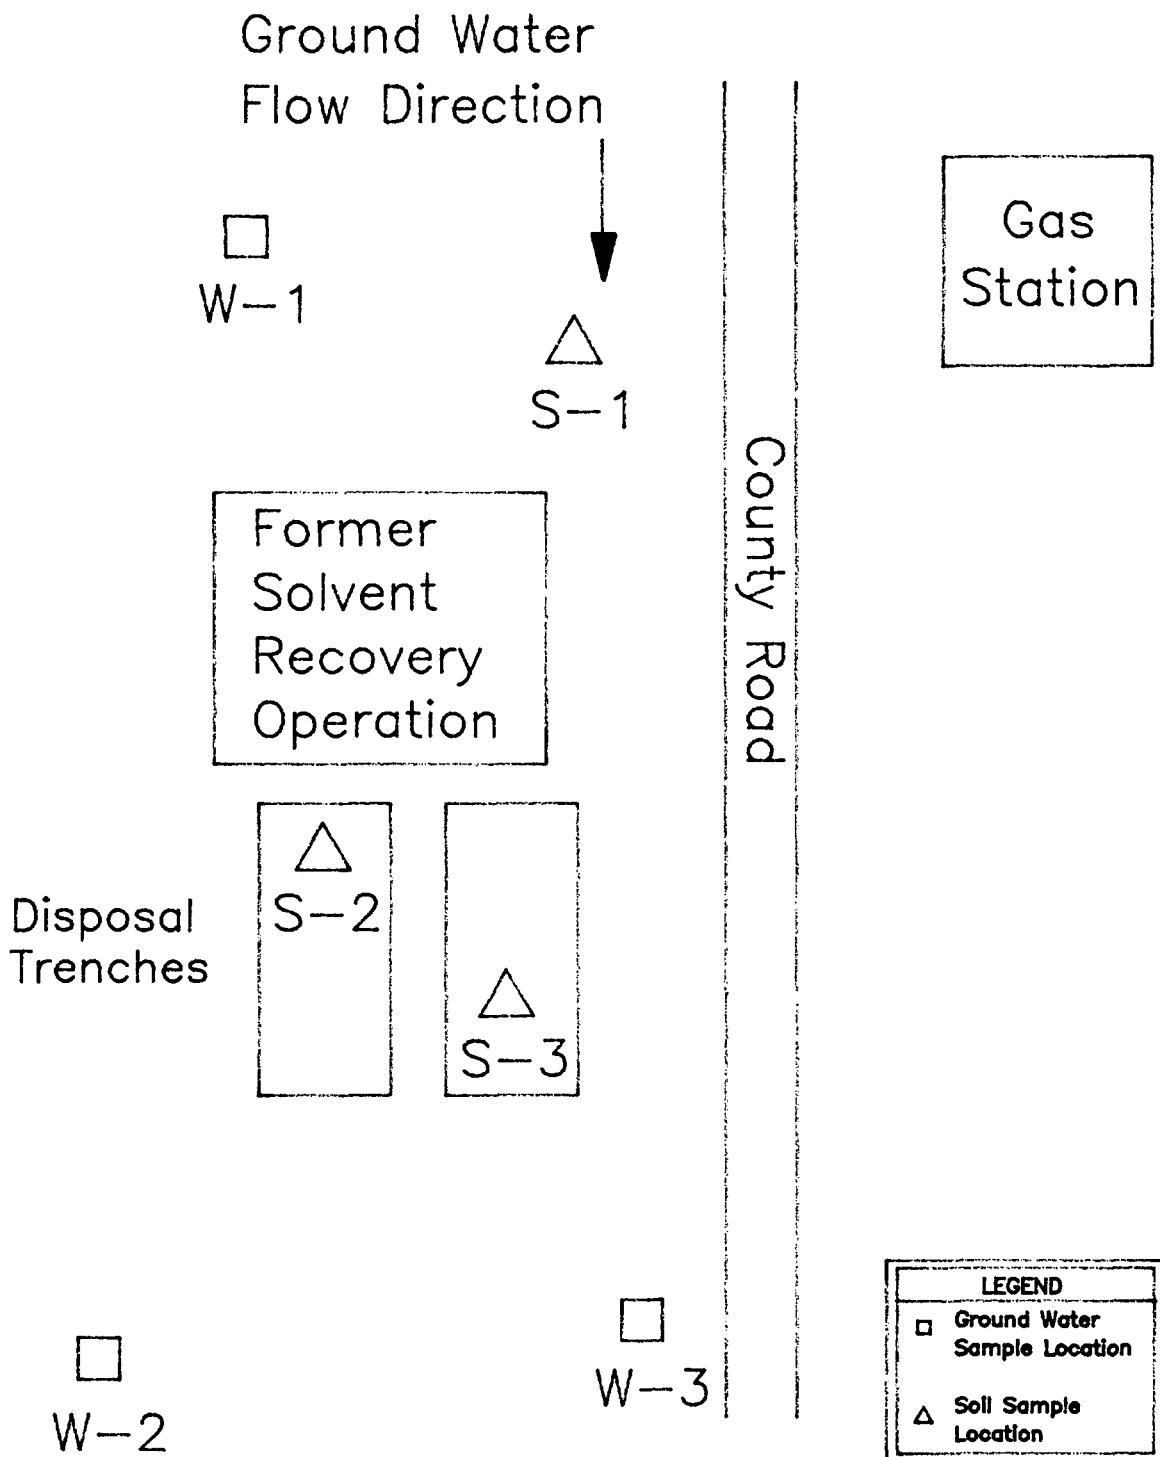 Ground Water
Flow Direction
W-1
S-1
Gas
Station
County Road
Former
Solvent
Recovery
Operation
S-2
Disposal
Trenches
S-3
W-2
W-3
LEGEND
Ground Water
Sample Location
Soil Sample
Location